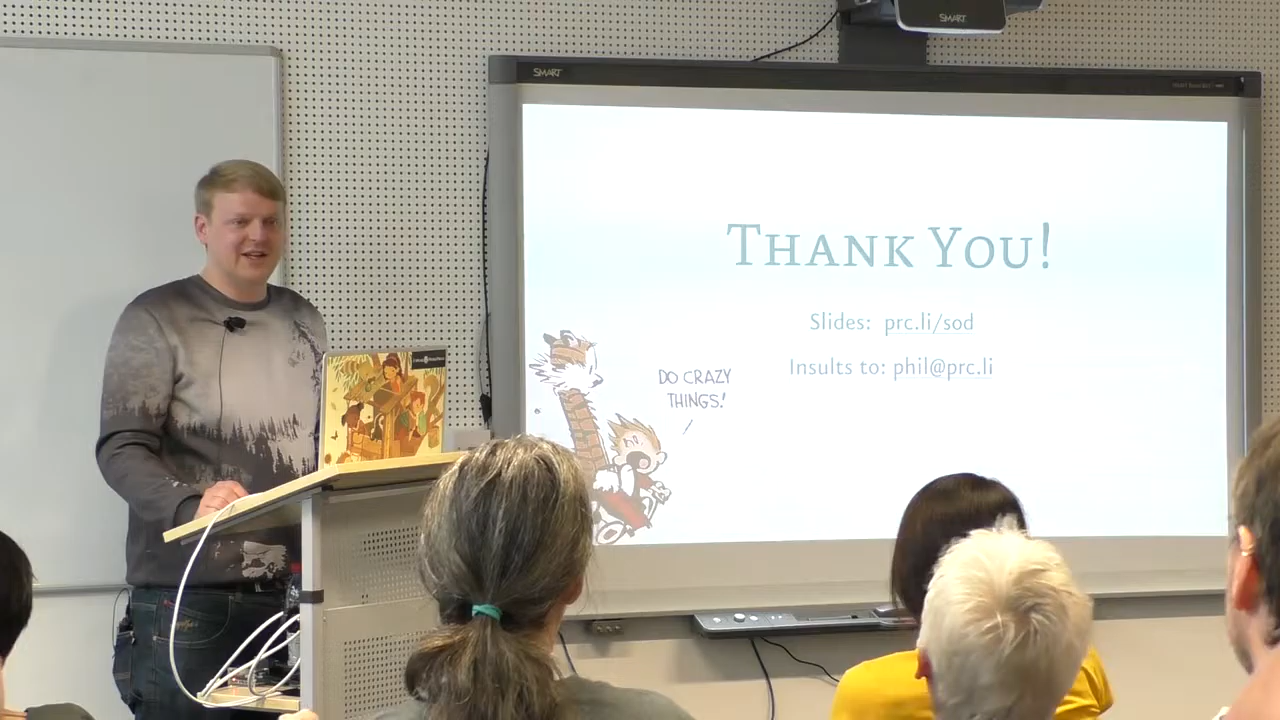 SMART
SMART
THANK YOU!
Slides: prc.li/sod
Insults to: phil@prc.li
DO CRAZY
THINGS!